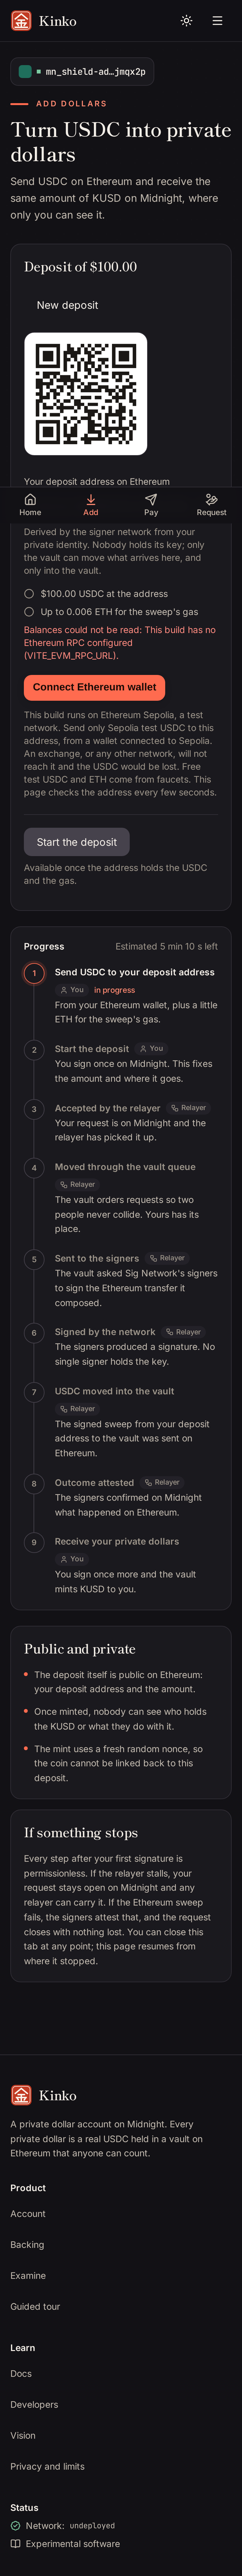 金 Kinko
mn_shield-ad…jmqx2p
ADD DOLLARS
Turn USDC into private
dollars
Send USDC on Ethereum and receive the
same amount of KUSD on Midnight, where
only you can see it.
Deposit of $100.00
New deposit
Your deposit address on Ethereum
Home
Add
Pay
Request
Derived by the signer network from your
private identity. Nobody holds its key; only
the vault can move what arrives here, and
only into the vault.
$100.00 USDC at the address
Up to 0.006 ETH for the sweep's gas
Balances could not be read: This build has no
Ethereum RPC configured
(VITE_EVM_RPC_URL).
Connect Ethereum wallet
This build runs on Ethereum Sepolia, a test
network. Send only Sepolia test USDC to this
address, from a wallet connected to Sepolia.
An exchange, or any other network, will not
reach it and the USDC would be lost. Free
test USDC and ETH come from faucets. This
page checks the address every few seconds.
Start the deposit
Available once the address holds the USDC
and the gas.
Progress
Estimated 5 min 10 s left
1
Send USDC to your deposit address
You
in progress
From your Ethereum wallet, plus a little
ETH for the sweep's gas.
2
Start the deposit
You
You sign once on Midnight. This fixes
the amount and where it goes.
3
Accepted by the relayer
Relayer
Your request is on Midnight and the
relayer has picked it up.
4
Moved through the vault queue
Relayer
The vault orders requests so two
people never collide. Yours has its
place.
5
Sent to the signers
Relayer
The vault asked Sig Network's signers
to sign the Ethereum transfer it
composed.
6
Signed by the network
Relayer
The signers produced a signature. No
single signer holds the key.
7
USDC moved into the vault
Relayer
The signed sweep from your deposit
address to the vault was sent on
Ethereum.
8
Outcome attested
Relayer
The signers confirmed on Midnight
what happened on Ethereum.
9
Receive your private dollars
You
You sign once more and the vault
mints KUSD to you.
Public and private
The deposit itself is public on Ethereum:
your deposit address and the amount.
Once minted, nobody can see who holds
the KUSD or what they do with it.
The mint uses a fresh random nonce, so
the coin cannot be linked back to this
deposit.
If something stops
Every step after your first signature is
permissionless. If the relayer stalls, your
request stays open on Midnight and any
relayer can carry it. If the Ethereum sweep
fails, the signers attest that, and the request
closes with nothing lost. You can close this
tab at any point; this page resumes from
where it stopped.
金 Kinko
A private dollar account on Midnight. Every
private dollar is a real USDC held in a vault on
Ethereum that anyone can count.
Product
Account
Backing
Examine
Guided tour
Learn
Docs
Developers
Vision
Privacy and limits
Status
Network: undeployed
Experimental software